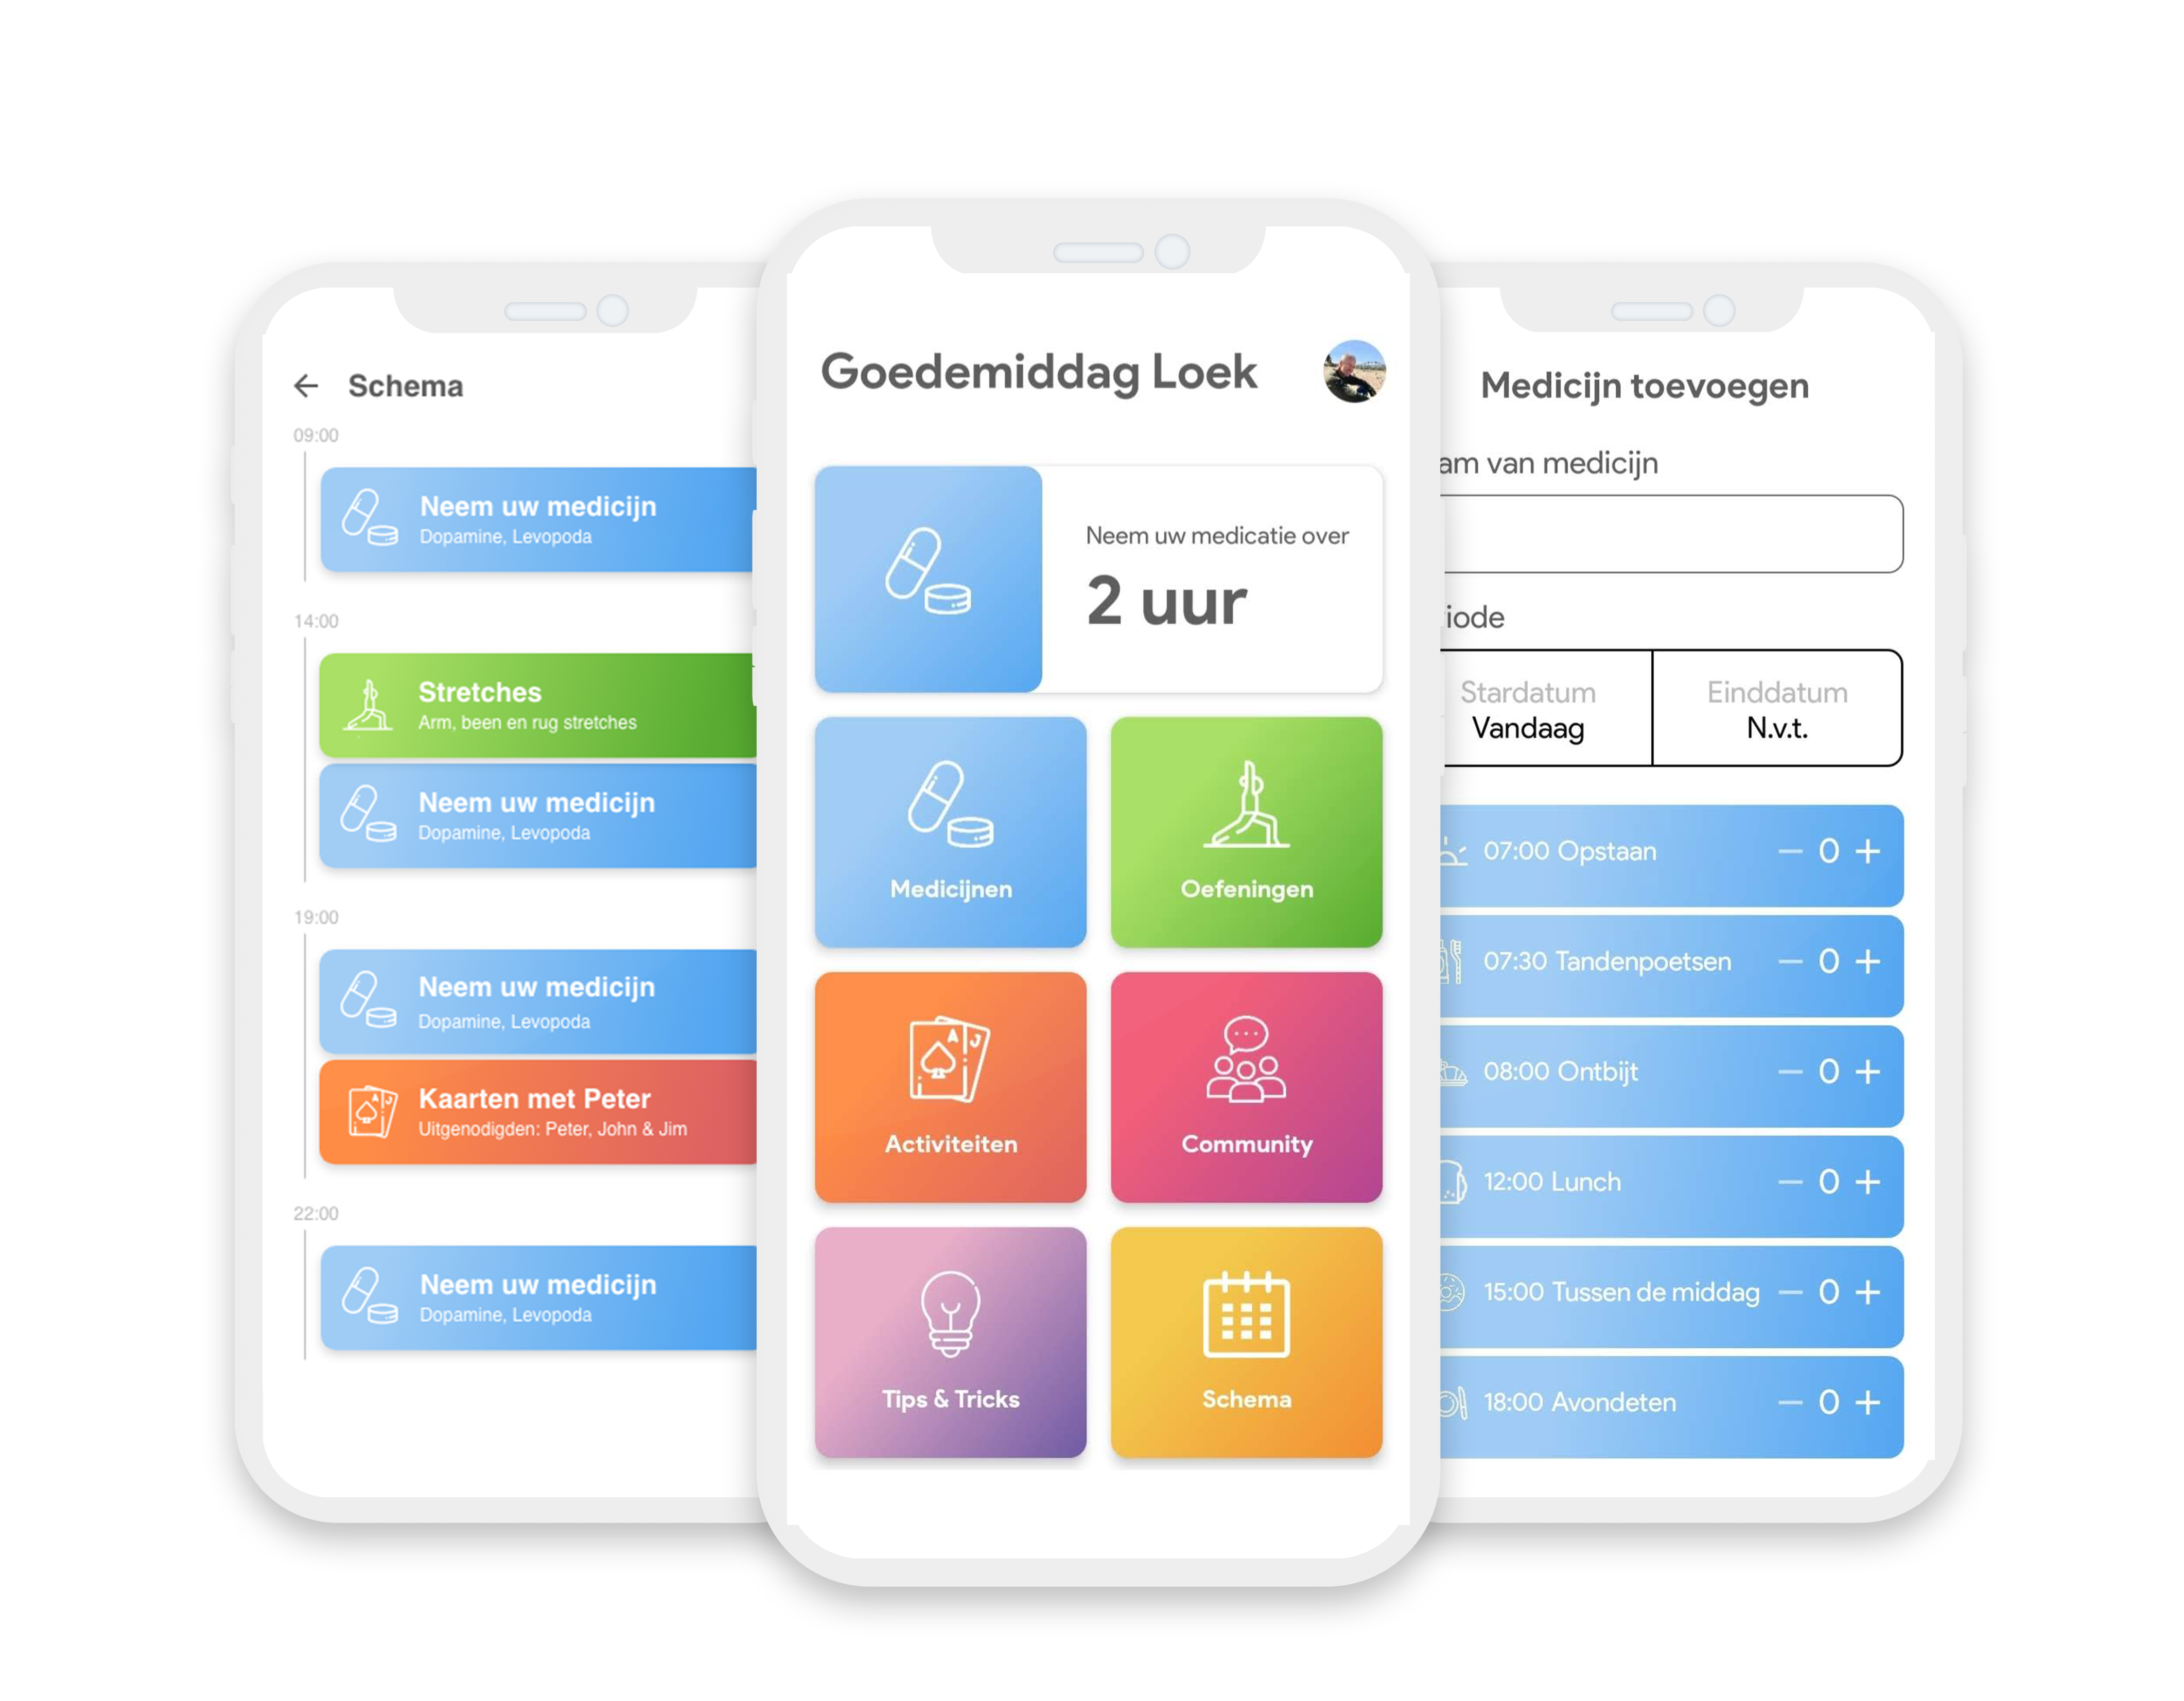 Schema
09:00
Neem uw medicijn
Dopamine, Levopoda
14:00
Stretches
Arm, been en rug stretches
Neem uw medicijn
Dopamine, Levopoda
19:00
Neem uw medicijn
Dopamine, Levopoda
Kaarten met Peter
Uitgenodigden: Peter, John & Jim
22:00
Neem uw medicijn
Dopamine, Levopoda
Goedemiddag Loek
Neem uw medicatie over
2 uur
Medicijnen
Oefeningen
A J
Activiteiten
Community
Tips & Tricks
Schema
Medicijn toevoegen
am van medicijn
iode
Stardatum
Vandaag
Einddatum
N.v.t.
07:00 Opstaan − 0 +
07:30 Tandenpoetsen − 0 +
08:00 Ontbijt − 0 +
12:00 Lunch − 0 +
15:00 Tussen de middag − 0 +
18:00 Avondeten − 0 +